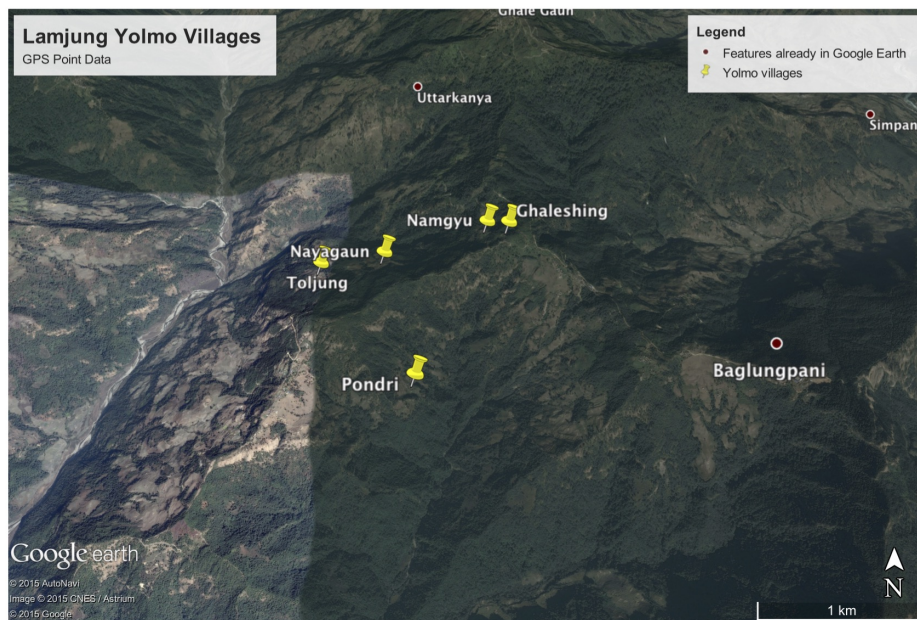 Lamjung Yolmo Villages
GPS Point Data
Ghale Gaun
Legend
Features already in Google Earth
Yolmo villages
Uttarkanya
Simpan
Namgyu
Ghaleshing
Nayagaun
Toljung
Pondri
Baglungpani
Google earth
© 2015 AutoNavi
Image © 2015 CNES / Astrium
© 2015 Google
N
1 km